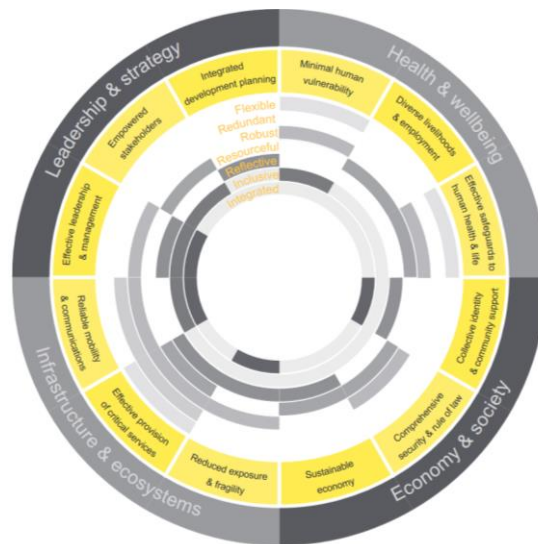 Leadership & strategy
Health & wellbeing
Economy & society
Infrastructure & ecosystems
Minimal human
vulnerability
Diverse livelihoods
& employment
Effective safeguards to
human health & life
Collective identity
& community support
Comprehensive
security & rule of law
Sustainable
economy
Reduced exposure
& fragility
Effective provision
of critical services
Reliable mobility
& communications
Effective leadership
& management
Empowered
stakeholders
Integrated
development planning
Flexible
Redundant
Robust
Resourceful
Reflective
Inclusive
Integrated